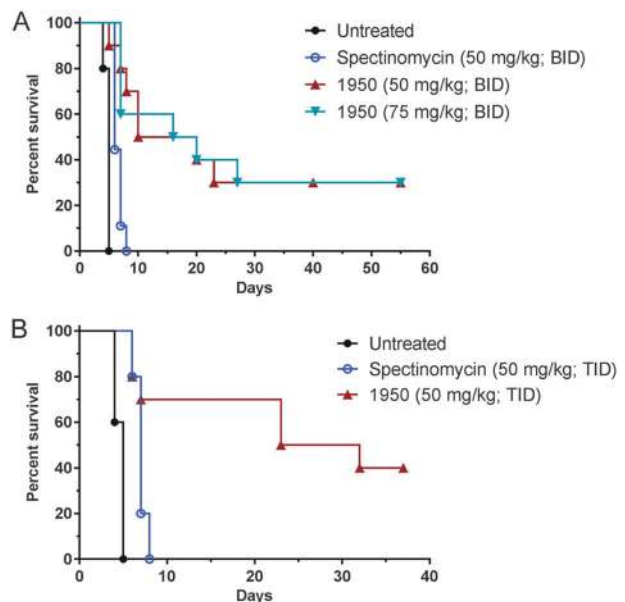 A
Untreated
Spectinomycin (50 mg/kg; BID)
1950 (50 mg/kg; BID)
1950 (75 mg/kg; BID)
Percent survival
100
80
60
40
20
0
0 10 20 30 40 50 60
Days
B
Untreated
Spectinomycin (50 mg/kg; TID)
1950 (50 mg/kg; TID)
Percent survival
100
80
60
40
20
0
0 10 20 30 40
Days